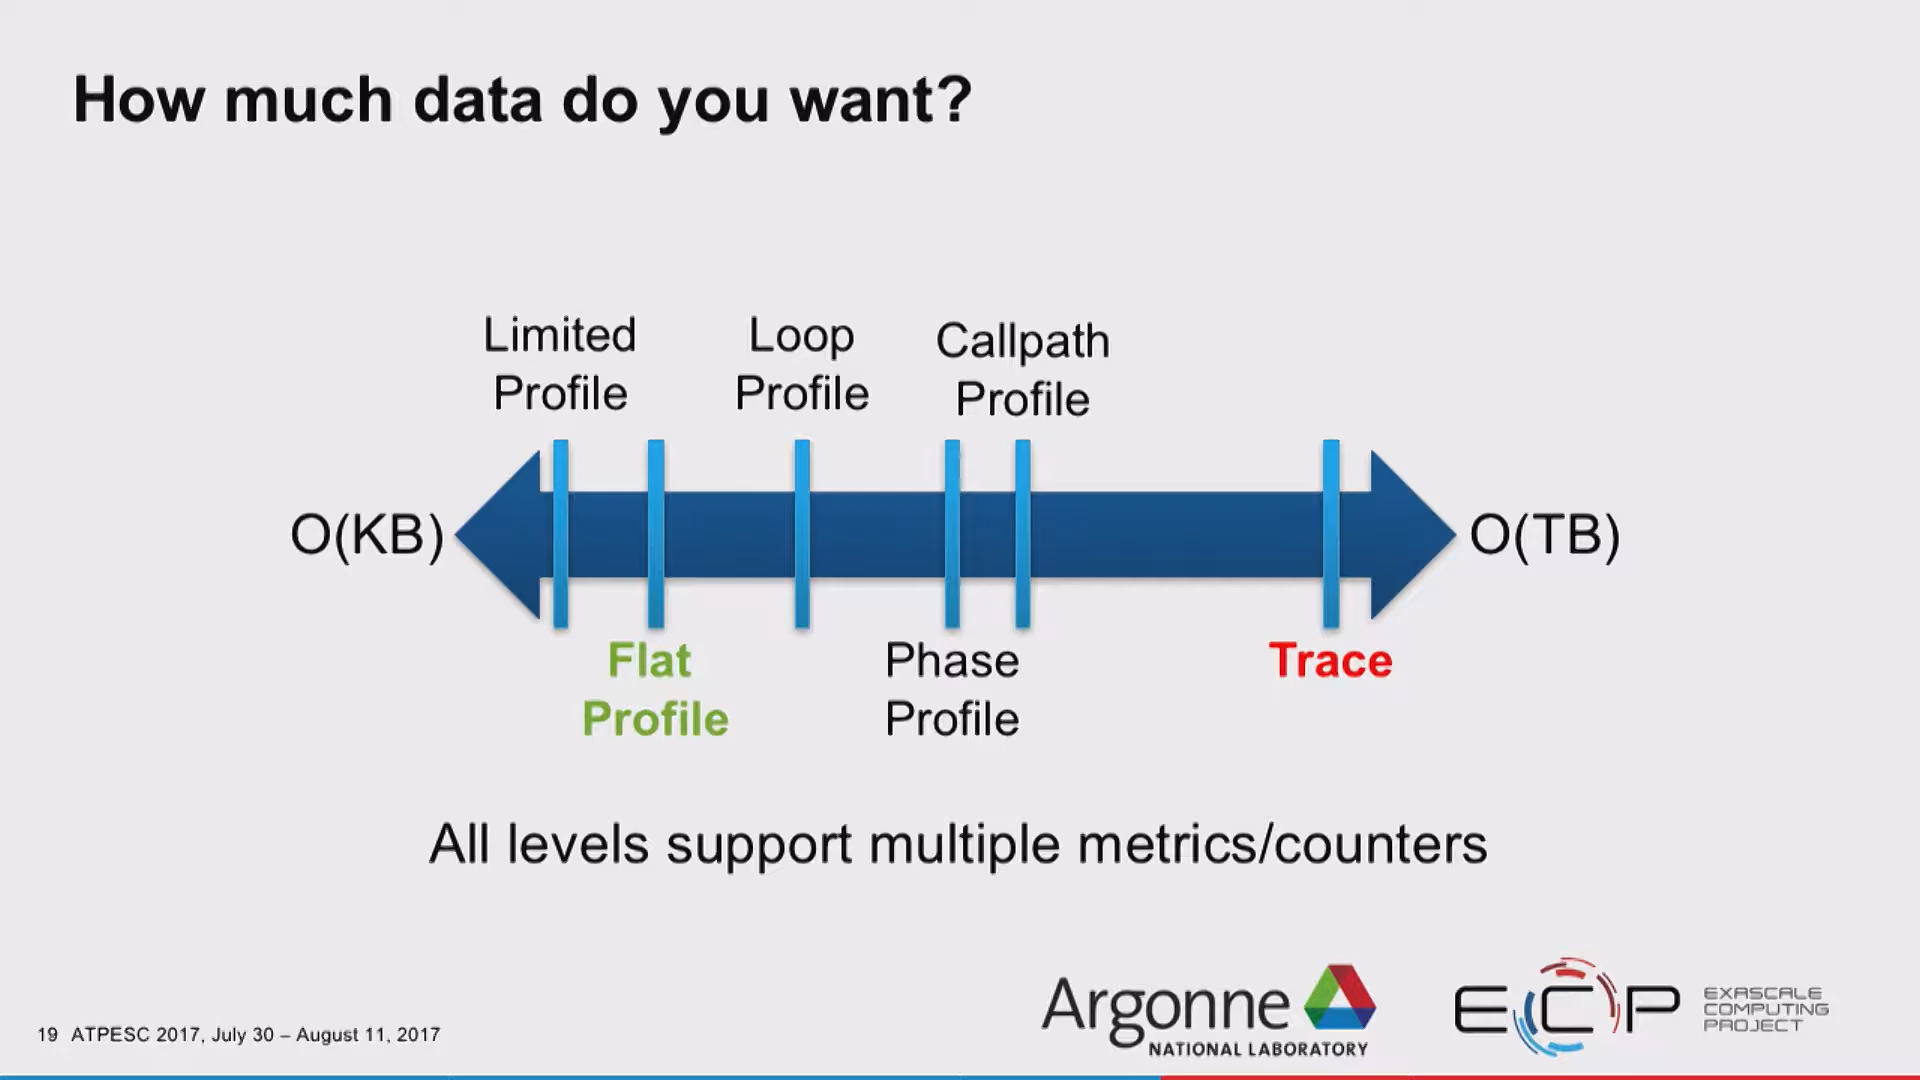 How much data do you want?
Limited
Profile
Loop
Profile
Callpath
Profile
O(KB)
O(TB)
Flat
Profile
Phase
Profile
Trace
All levels support multiple metrics/counters
19 ATPESC 2017, July 30 – August 11, 2017
Argonne
NATIONAL LABORATORY
ECP
EXASCALE
COMPUTING
PROJECT